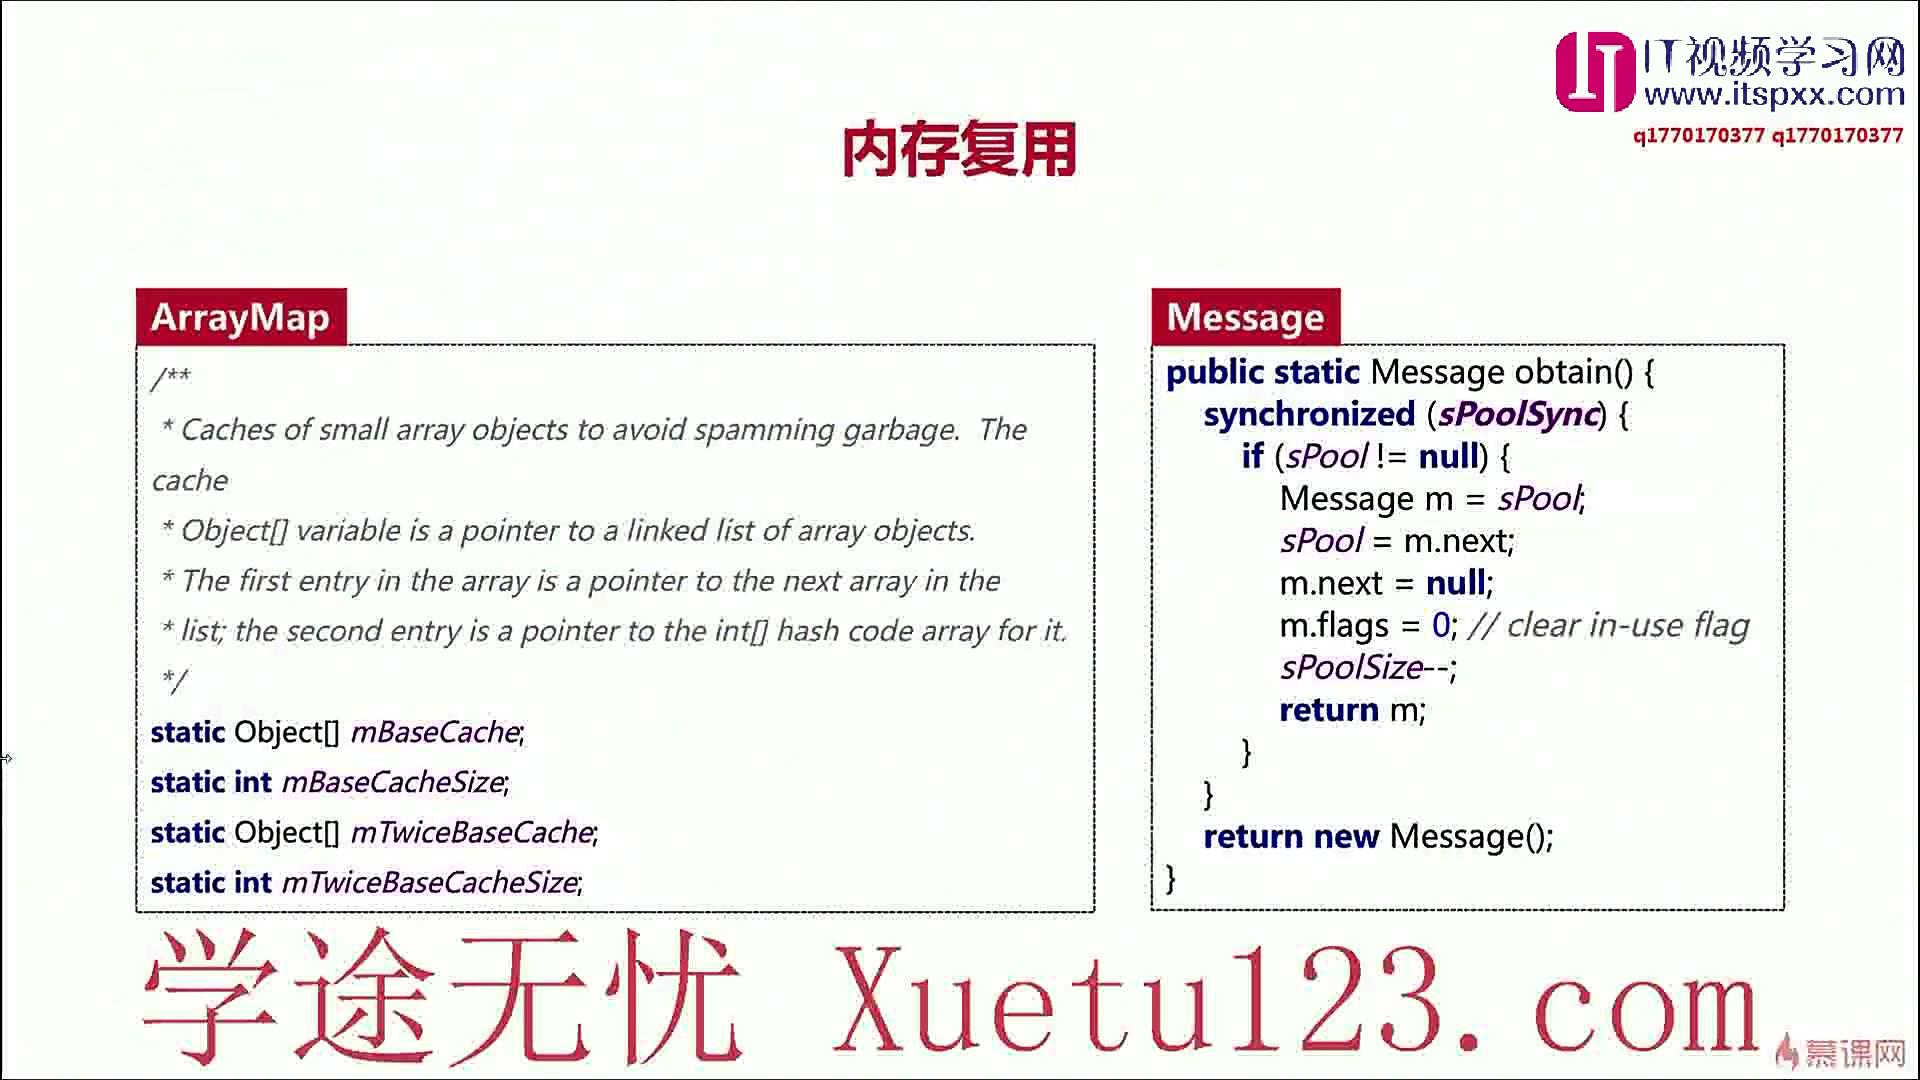 IT视频学习网
www.itspxx.com
q1770170377 q1770170377
内存复用
ArrayMap
/**
* Caches of small array objects to avoid spamming garbage.  The
cache
* Object[] variable is a pointer to a linked list of array objects.
* The first entry in the array is a pointer to the next array in the
* list; the second entry is a pointer to the int[] hash code array for it.
*/
static Object[] mBaseCache;
static int mBaseCacheSize;
static Object[] mTwiceBaseCache;
static int mTwiceBaseCacheSize;
Message
public static Message obtain() {
synchronized (sPoolSync) {
if (sPool != null) {
Message m = sPool;
sPool = m.next;
m.next = null;
m.flags = 0; // clear in-use flag
sPoolSize--;
return m;
}
}
return new Message();
}
学途无忧 Xuetu123.com
慕课网